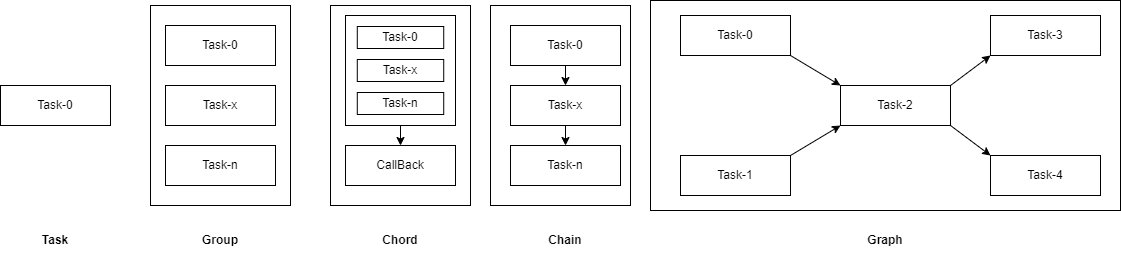 Task-0
Task
Task-0
Task-x
Task-n
Group
Task-0
Task-x
Task-n
CallBack
Chord
Task-0
Task-x
Task-n
Chain
Task-0
Task-3
Task-2
Task-1
Task-4
Graph